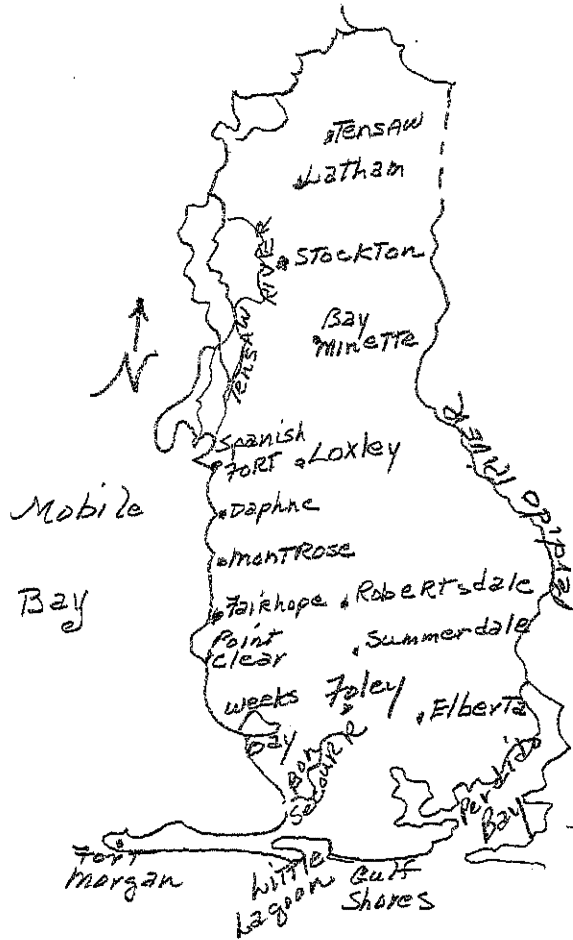 Tensaw
Latham
STockTon
RIVER
Tensaw
Bay
MineTTe
N
Spanish
FORT
Loxley
Perdido RIVER
Mobile
Bay
Daphne
MonTRose
Fairhope
RoberTsdale
Point
Clear
Summerdale
weeks
Bay
Foley
ElberTa
Bon
Secour R
Perdido
Bay
Fort
Morgan
LiTTle
Lagoon
Gulf
Shores